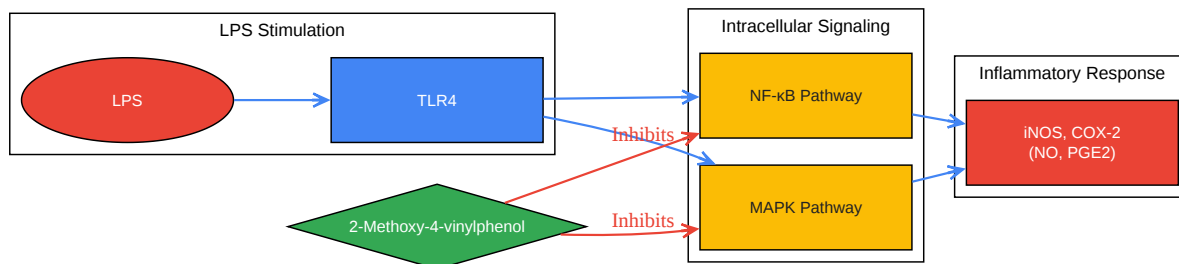 LPS Stimulation
LPS
TLR4
Intracellular Signaling
NF-κB Pathway
MAPK Pathway
Inflammatory Response
iNOS, COX-2
(NO, PGE2)
Inhibits
Inhibits
2-Methoxy-4-vinylphenol